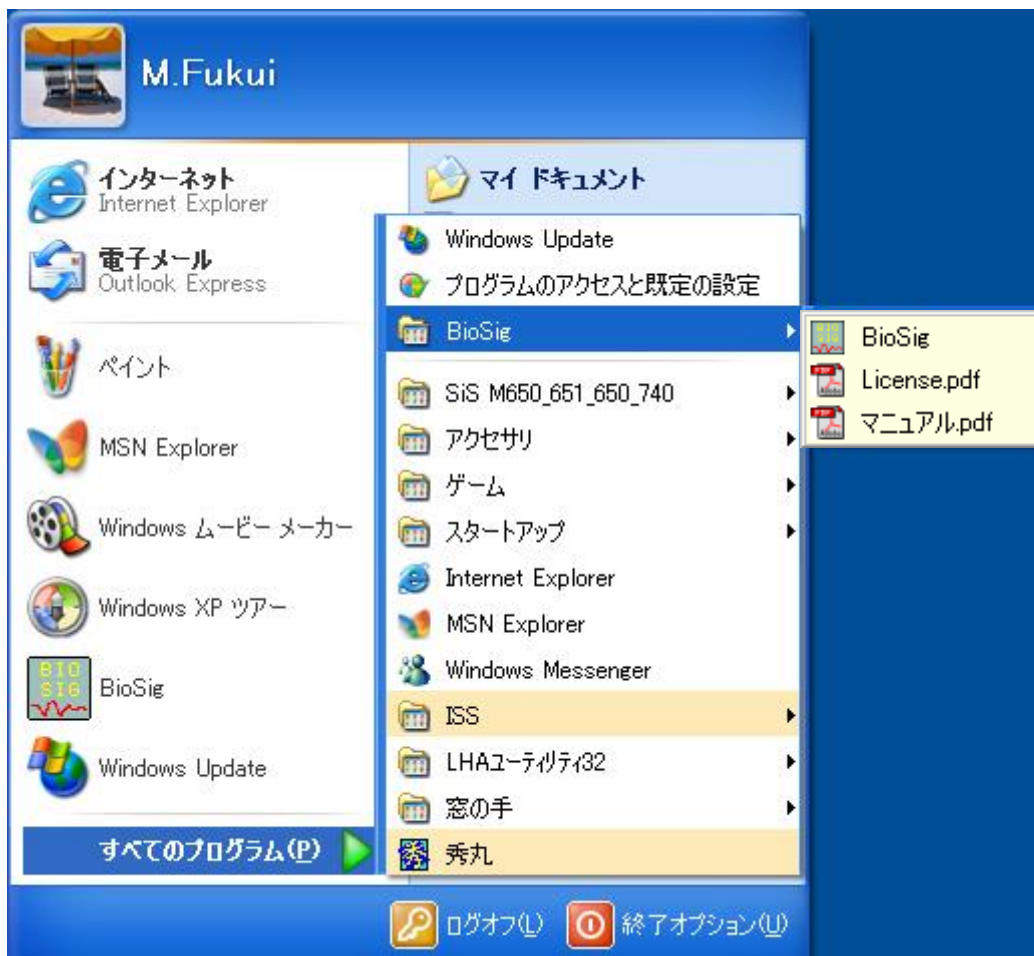 M.Fukui
インターネット
Internet Explorer
電子メール
Outlook Express
ペイント
MSN Explorer
Windows ムービー メーカー
Windows XP ツアー
BIO
SIG
BioSig
Windows Update
すべてのプログラム(P)
マイ ドキュメント
Windows Update
プログラムのアクセスと既定の設定
BioSig
SiS M650_651_650_740
アクセサリ
ゲーム
スタートアップ
Internet Explorer
MSN Explorer
Windows Messenger
ISS
LHAユーティリティ32
窓の手
秀丸
BioSig
License.pdf
マニュアル.pdf
ログオフ(L)
終了オプション(U)